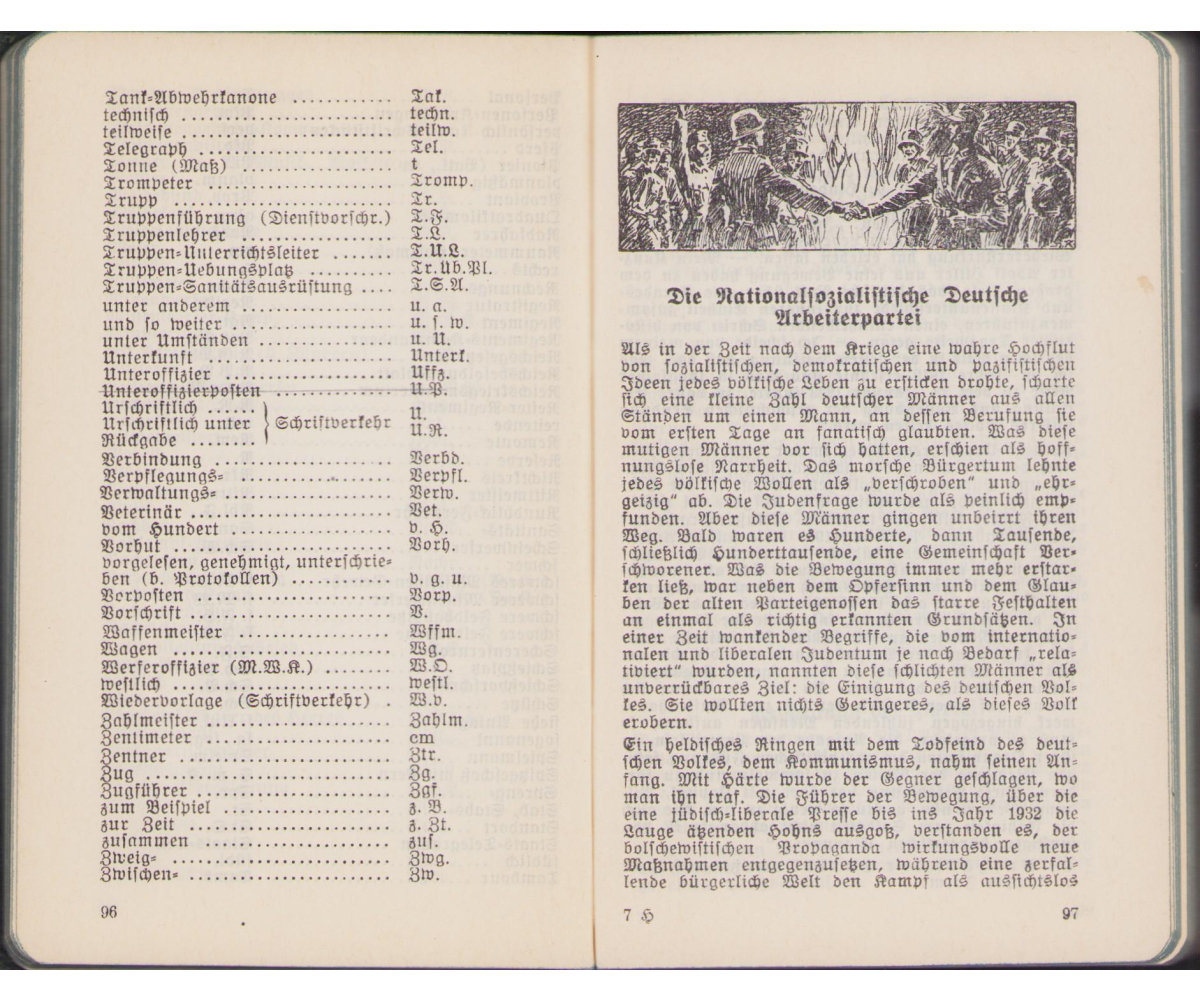 Tank-Abwehrkanone ............ Tak.
technisch ........................ techn.
teilweise ........................ teilw.
Telegraph ...................... Tel.
Tonne (Maß) .................. t
Trompeter ...................... Tromp.
Trupp .......................... Tr.
Truppenführung (Dienstvorschr.) T.F.
Truppenlehrer .................. T.L.
Truppen-Unterrichtsleiter ....... T.U.L.
Truppen-Uebungsplatz .......... Tr.üb.Pl.
Truppen-Sanitätsausrüstung .... T.S.A.
unter anderem .................. u. a.
und so weiter .................. u. s. w.
unter Umständen ................ u. U.
Unterkunft ...................... Unterk.
Unteroffizier .................... Uffz.
Unteroffizierposten .............. U.P.
Urschriftlich ......
Urschriftlich unter } Schriftverkehr U.
Rückgabe ........ U.R.
Verbindung ...................... Verbd.
Verpflegungs- .................... Verpfl.
Verwaltungs- .................... Verw.
Veterinär ........................ Vet.
vom Hundert .................... v. H.
Vorhut .......................... Vorh.
vorgelesen, genehmigt, unterschrie-
ben (b. Protokollen) ............ v. g. u.
Vorposten ...................... Vorp.
Vorschrift ........................ V.
Waffenmeister .................. Wffm.
Wagen .......................... Wg.
Werferoffizier (M.W.K.) ........ W.O.
westlich .......................... westl.
Wiedervorlage (Schriftverkehr) . W.v.
Zahlmeister ...................... Zahlm.
Zentimeter ...................... cm
Zentner .......................... Ztr.
Zug .............................. Zg.
Zugführer ........................ Zgf.
zum Beispiel .................... z. B.
zur Zeit .......................... z. Zt.
zusammen ...................... zus.
Zweig- .......................... Zwg.
Zwischen- ........................ Zw.
96
Die Nationalsozialistische Deutsche
Arbeiterpartei
Als in der Zeit nach dem Kriege eine wahre Hochflut
von sozialistischen, demokratischen und pazifistischen
Ideen jedes völkische Leben zu ersticken drohte, scharte
sich eine kleine Zahl deutscher Männer aus allen
Ständen um einen Mann, an dessen Berufung sie
vom ersten Tage an fanatisch glaubten. Was diese
mutigen Männer vor sich hatten, erschien als hoff-
nungslose Narrheit. Das morsche Bürgertum lehnte
jedes völkische Wollen als „verschroben“ und „ehr-
geizig“ ab. Die Judenfrage wurde als peinlich emp-
funden. Aber diese Männer gingen unbeirrt ihren
Weg. Bald waren es Hunderte, dann Tausende,
schließlich Hunderttausende, eine Gemeinschaft Ver-
schworener. Was die Bewegung immer mehr erstar-
ken ließ, war neben dem Opfersinn und dem Glau-
ben der alten Parteigenossen das starre Festhalten
an einmal als richtig erkannten Grundsätzen. In
einer Zeit wankender Begriffe, die vom internatio-
nalen und liberalen Judentum je nach Bedarf „rela-
tiviert“ wurden, nannten diese schlichten Männer als
unverrückbares Ziel: die Einigung des deutschen Vol-
kes. Sie wollten nichts Geringeres, als dieses Volk
erobern.
Ein heldisches Ringen mit dem Todfeind des deut-
schen Volkes, dem Kommunismus, nahm seinen An-
fang. Mit Härte wurde der Gegner geschlagen, wo
man ihn traf. Die Führer der Bewegung, über die
eine jüdisch-liberale Presse bis ins Jahr 1932 die
Lauge ätzenden Hohns ausgoß, verstanden es, der
bolschewistischen Propaganda wirkungsvolle neue
Maßnahmen entgegenzusetzen, während eine zerfal-
lende bürgerliche Welt den Kampf als aussichtslos
7 H
97